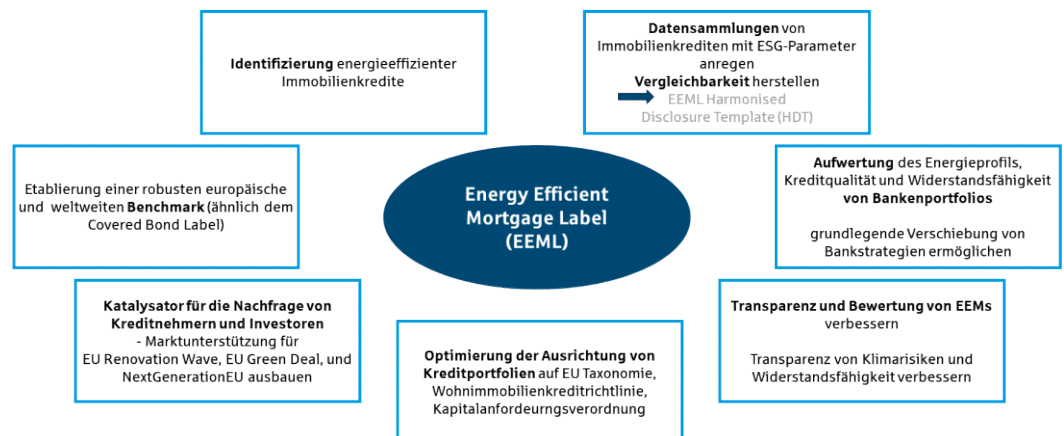 Identifizierung energieeffizienter
Immobilienkredite
Datensammlungen von
Immobilienkrediten mit ESG-Parameter
anregen
Vergleichbarkeit herstellen
EEML Harmonised
Disclosure Template (HDT)
Etablierung einer robusten europäische
und weltweiten Benchmark (ähnlich dem
Covered Bond Label)
Energy Efficient
Mortgage Label
(EEML)
Aufwertung des Energieprofils,
Kreditqualität und Widerstandsfähigkeit
von Bankenportfolios
grundlegende Verschiebung von
Bankstrategien ermöglichen
Katalysator für die Nachfrage von
Kreditnehmern und Investoren
- Marktunterstützung für
EU Renovation Wave, EU Green Deal, und
NextGenerationEU ausbauen
Optimierung der Ausrichtung von
Kreditportfolien auf EU Taxonomie,
Wohnimmobilienkreditrichtlinie,
Kapitalanfordeurngsverordnung
Transparenz und Bewertung von EEMs
verbessern
Transparenz von Klimarisiken und
Widerstandsfähigkeit verbessern